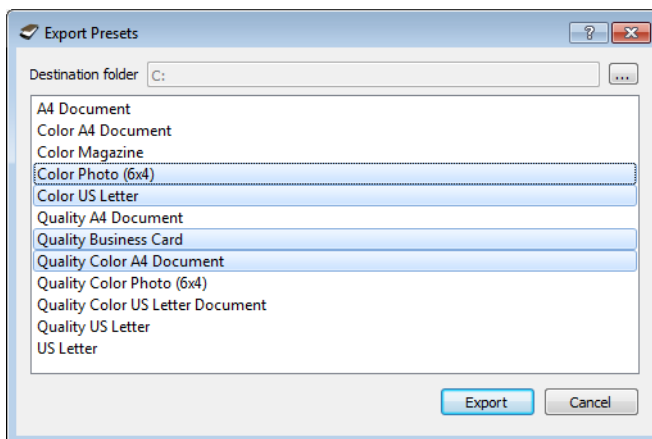 Export Presets
Destination folder C: ...
A4 Document
Color A4 Document
Color Magazine
Color Photo (6x4)
Color US Letter
Quality A4 Document
Quality Business Card
Quality Color A4 Document
Quality Color Photo (6x4)
Quality Color US Letter Document
Quality US Letter
US Letter
Export Cancel